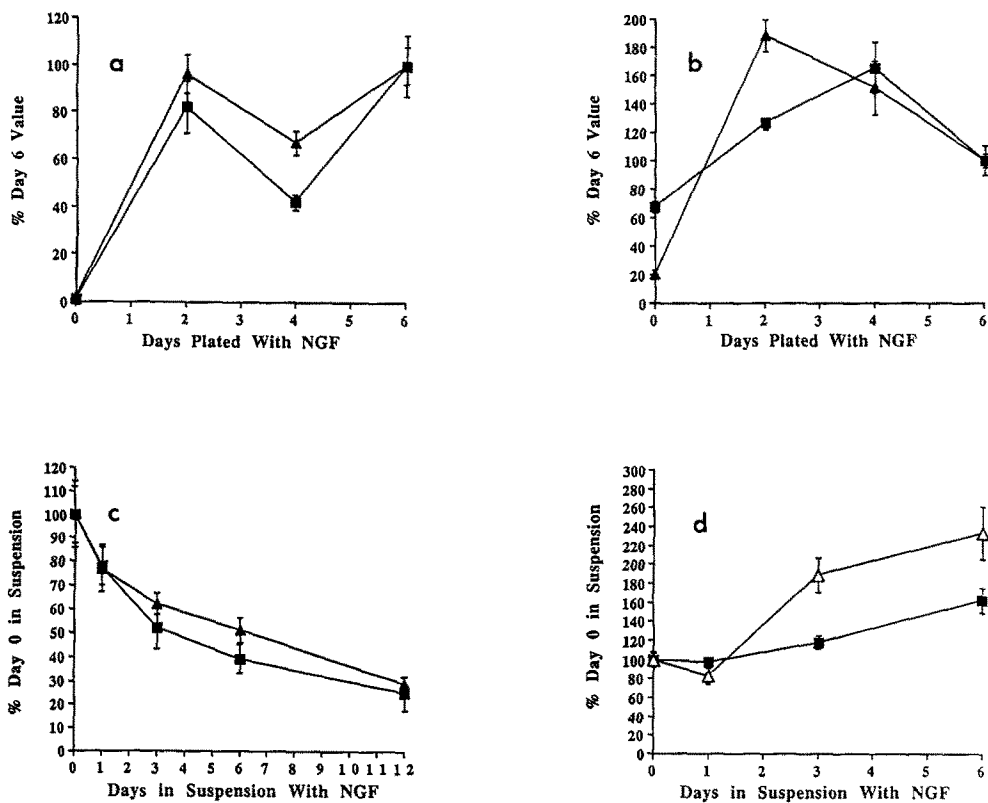 a
% Day 6 Value
120
100
80
60
40
20
0
0 1 2 3 4 5 6
Days Plated With NGF
b
% Day 6 Value
200
180
160
140
120
100
80
60
40
20
0
0 1 2 3 4 5 6
Days Plated With NGF
c
% Day 0 in Suspension
120
110
100
90
80
70
60
50
40
30
20
10
0
0 1 2 3 4 5 6 7 8 9 10 11 12
Days in Suspension With NGF
d
% Day 0 in Suspension
300
280
260
240
220
200
180
160
140
120
100
80
60
40
20
0
0 1 2 3 4 5 6
Days in Suspension With NGF